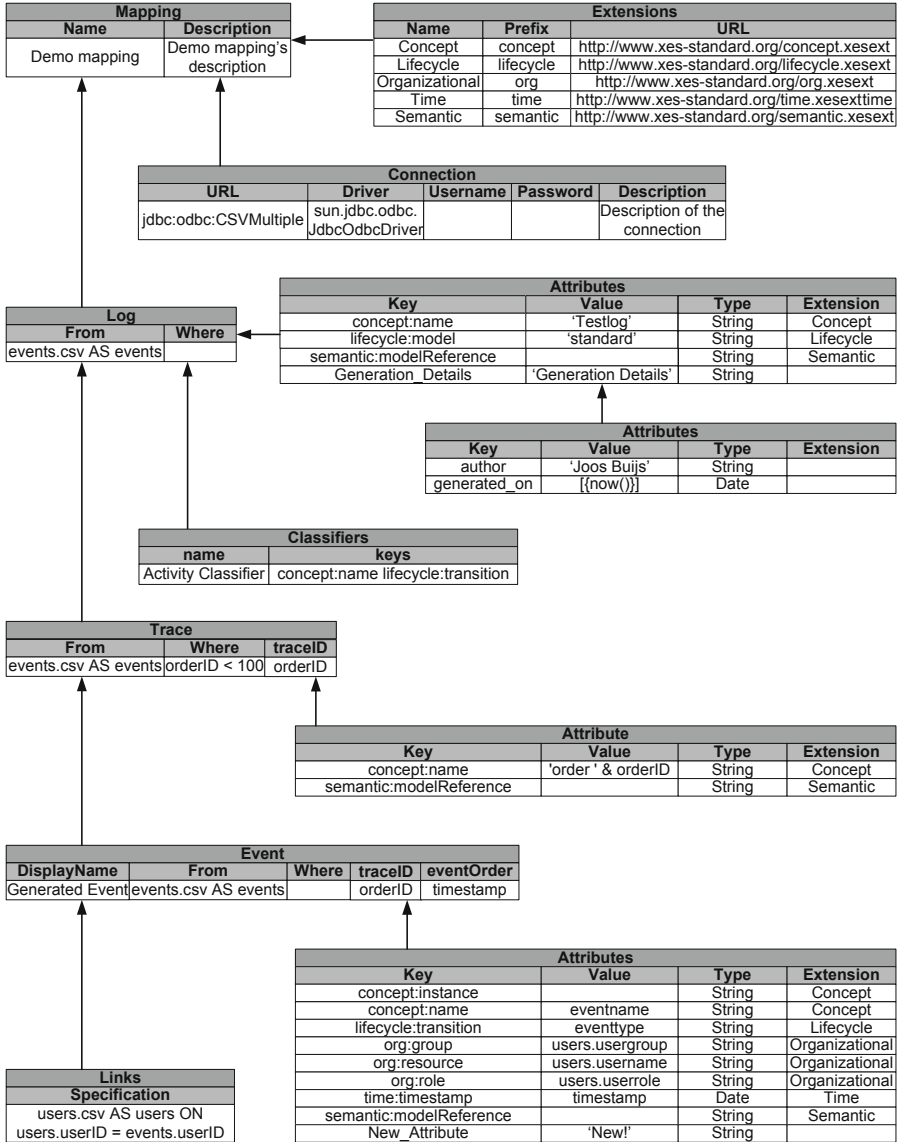 Mapping
Name Description
Demo mapping Demo mapping's
description
Extensions
Name Prefix URL
Concept concept http://www.xes-standard.org/concept.xesext
Lifecycle lifecycle http://www.xes-standard.org/lifecycle.xesext
Organizational org http://www.xes-standard.org/org.xesext
Time time http://www.xes-standard.org/time.xesexttime
Semantic semantic http://www.xes-standard.org/semantic.xesext
Connection
URL Driver Username Password Description
jdbc:odbc:CSVMultiple sun.jdbc.odbc. Description of the
JdbcOdbcDriver connection
Log
From Where
events.csv AS events
Attributes
Key Value Type Extension
concept:name ‘Testlog’ String Concept
lifecycle:model ‘standard’ String Lifecycle
semantic:modelReference String Semantic
Generation_Details ‘Generation Details’ String
Attributes
Key Value Type Extension
author ‘Joos Buijs’ String
generated_on [{now()}] Date
Classifiers
name keys
Activity Classifier concept:name lifecycle:transition
Trace
From Where traceID
events.csv AS events orderID < 100 orderID
Attribute
Key Value Type Extension
concept:name 'order ' & orderID String Concept
semantic:modelReference String Semantic
Event
DisplayName From Where traceID eventOrder
Generated Event events.csv AS events orderID timestamp
Attributes
Key Value Type Extension
concept:instance String Concept
concept:name eventname String Concept
lifecycle:transition eventtype String Lifecycle
org:group users.usergroup String Organizational
org:resource users.username String Organizational
org:role users.userrole String Organizational
time:timestamp timestamp Date Time
semantic:modelReference String Semantic
New_Attribute ‘New!’ String
Links
Specification
users.csv AS users ON
users.userID = events.userID